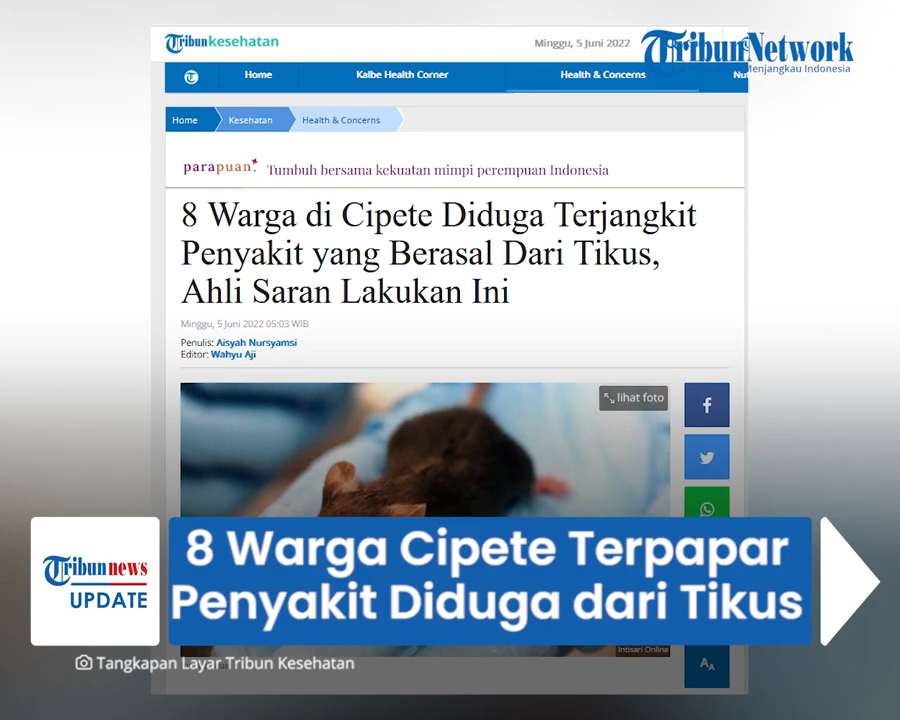 Tribunkesehatan
Minggu, 5 Juni 2022
TribunNetwork
Menjangkau Indonesia
Home
Kalbe Health Corner
Health & Concerns
Nut
Home
Kesehatan
Health & Concerns
parapuan.
Tumbuh bersama kekuatan mimpi perempuan Indonesia
8 Warga di Cipete Diduga Terjangkit
Penyakit yang Berasal Dari Tikus,
Ahli Saran Lakukan Ini
Minggu, 5 Juni 2022 05:03 WIB
Penulis: Aisyah Nursyamsi
Editor: Wahyu Aji
lihat foto
8 Warga Cipete Terpapar
Penyakit Diduga dari Tikus
Tribunnews
UPDATE
Intisari Online
Tangkapan Layar Tribun Kesehatan
AA